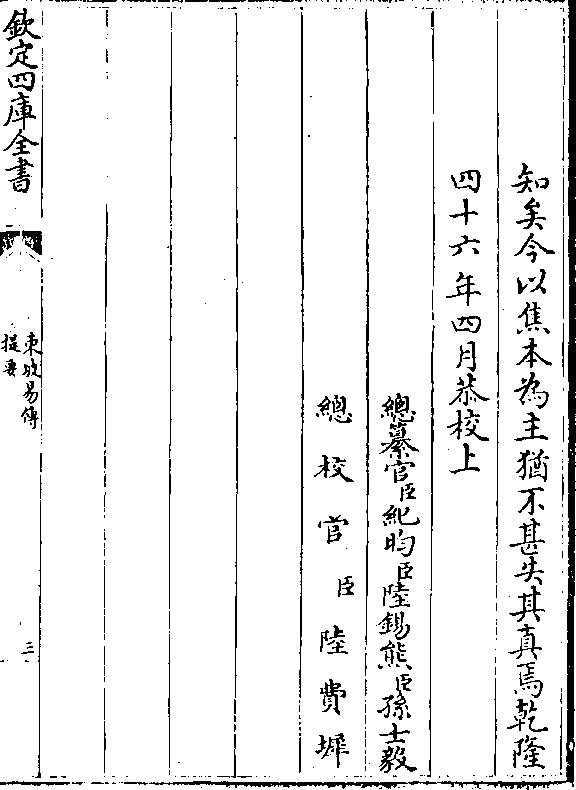 知矣今以焦本為主猶不甚失其真焉乾隆
四十六年四月恭校上
總纂官臣紀昀臣陸錫熊臣孫士毅
總校官臣陸費墀
欽定四庫全書
東坡易傳
提要
三